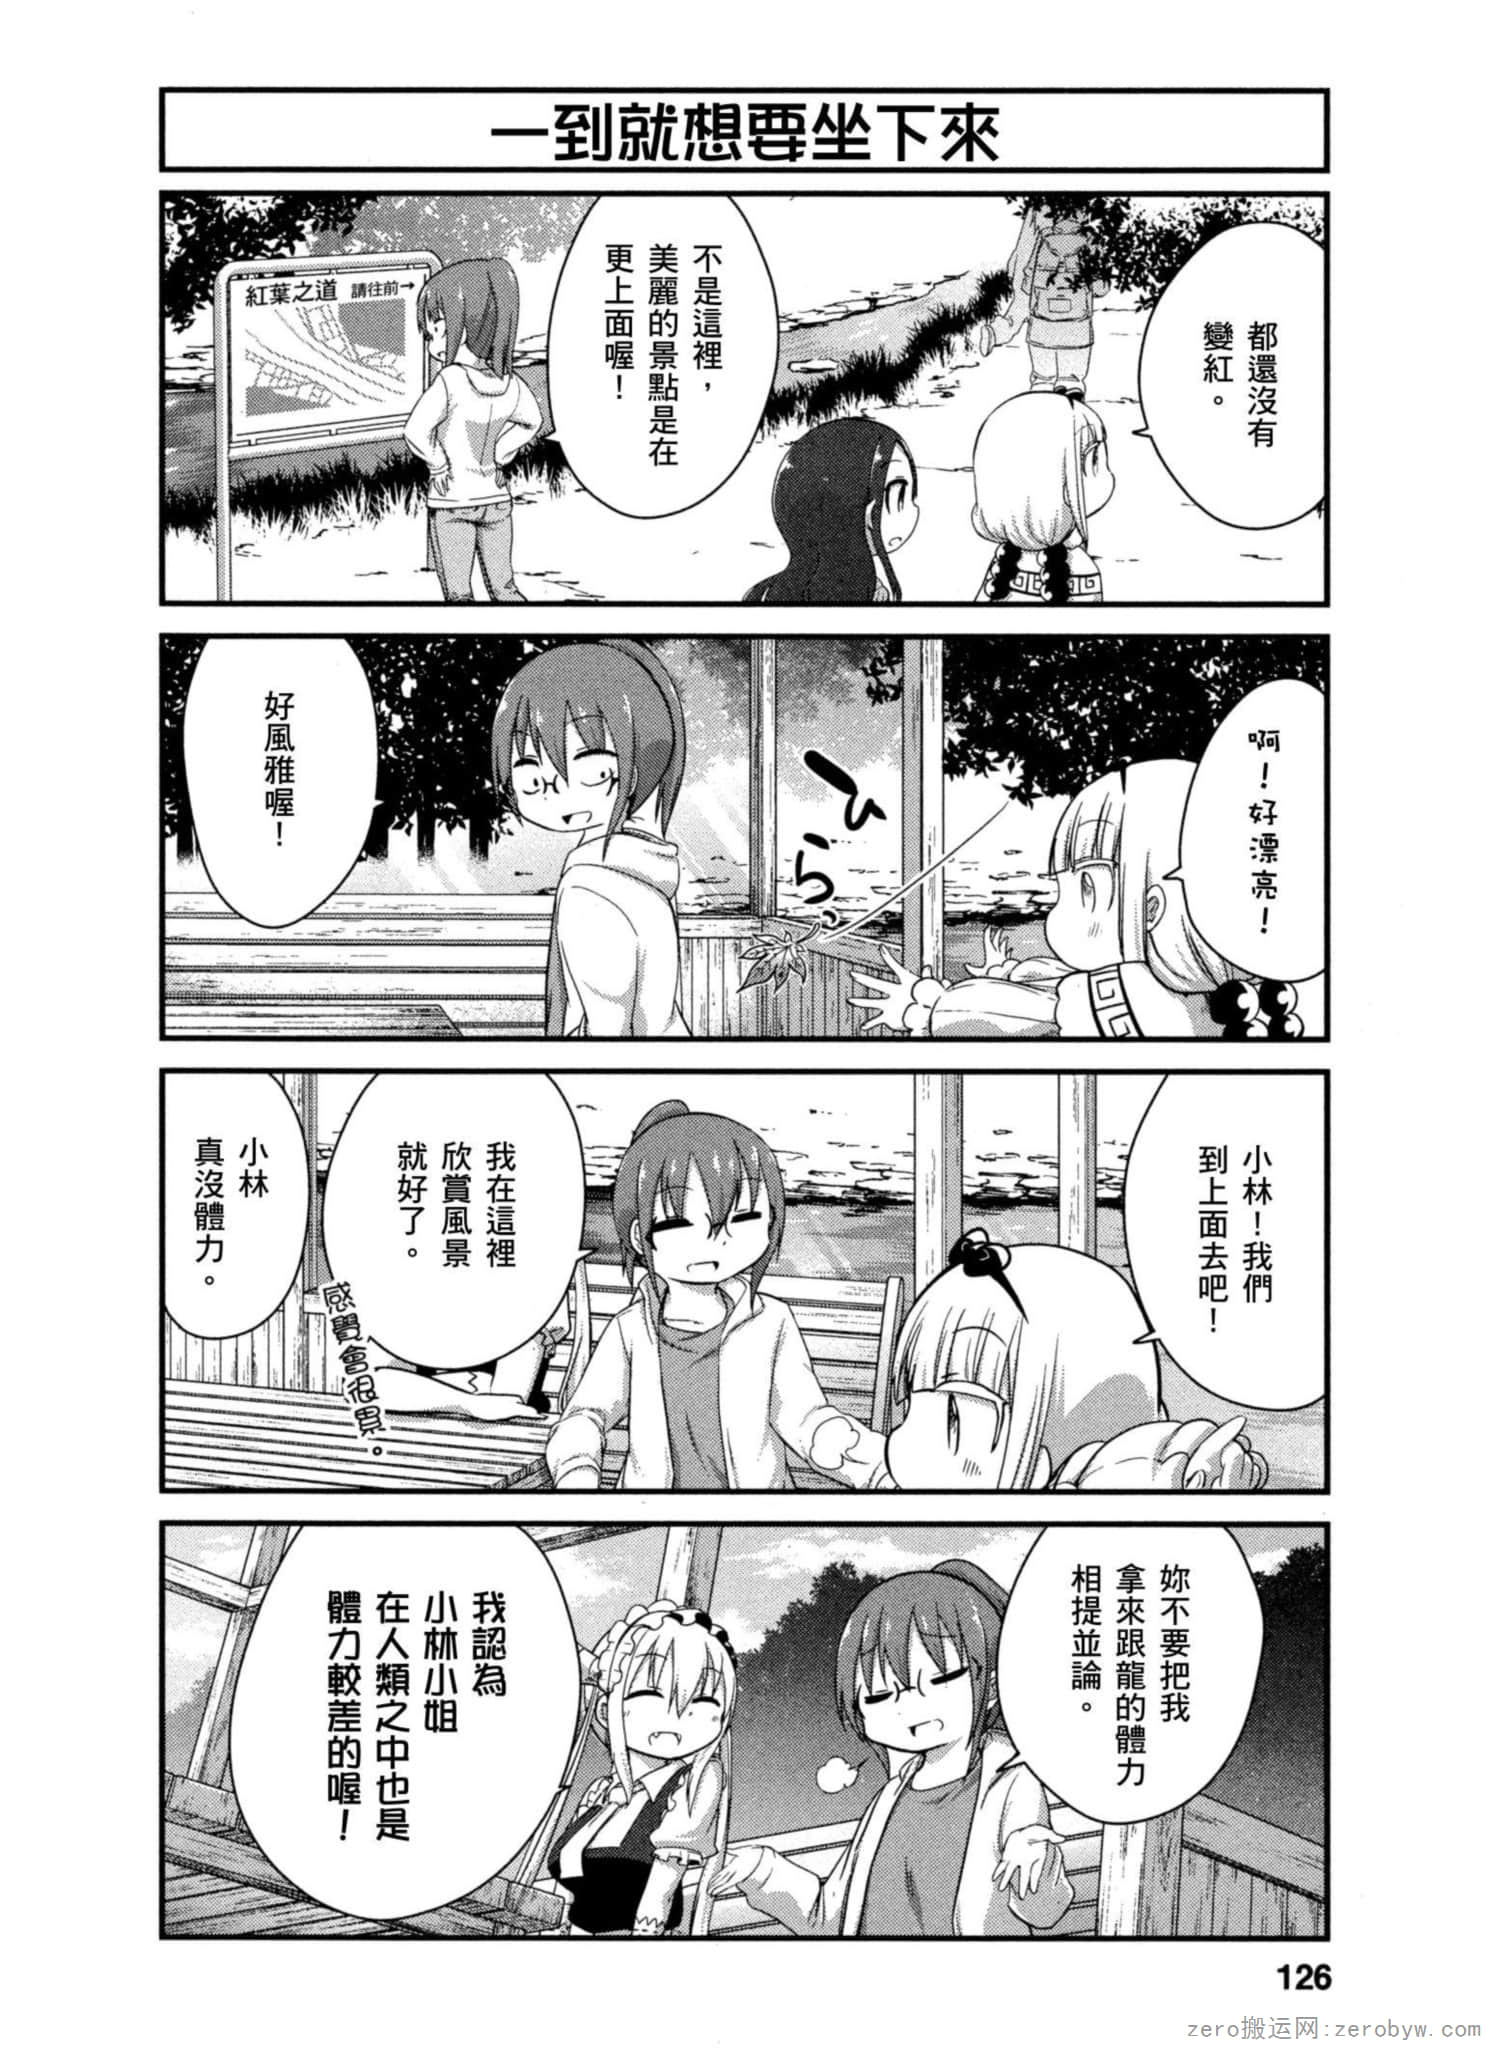 一到就想要坐下來
都還沒有
變紅。
不是這裡，
美麗的景點是在
更上面喔！
紅葉之道 請往前→
啊！好漂亮！
ひら
好風雅喔！
小林！我們
到上面去吧！
我在這裡
欣賞風景
就好了。
感覺會很累。
小林
真沒體力。
妳不要把我
拿來跟龍的體力
相提並論。
我認為
小林小姐
在人類之中也是
體力較差的喔！
126
zero搬运网:zerobyw.com